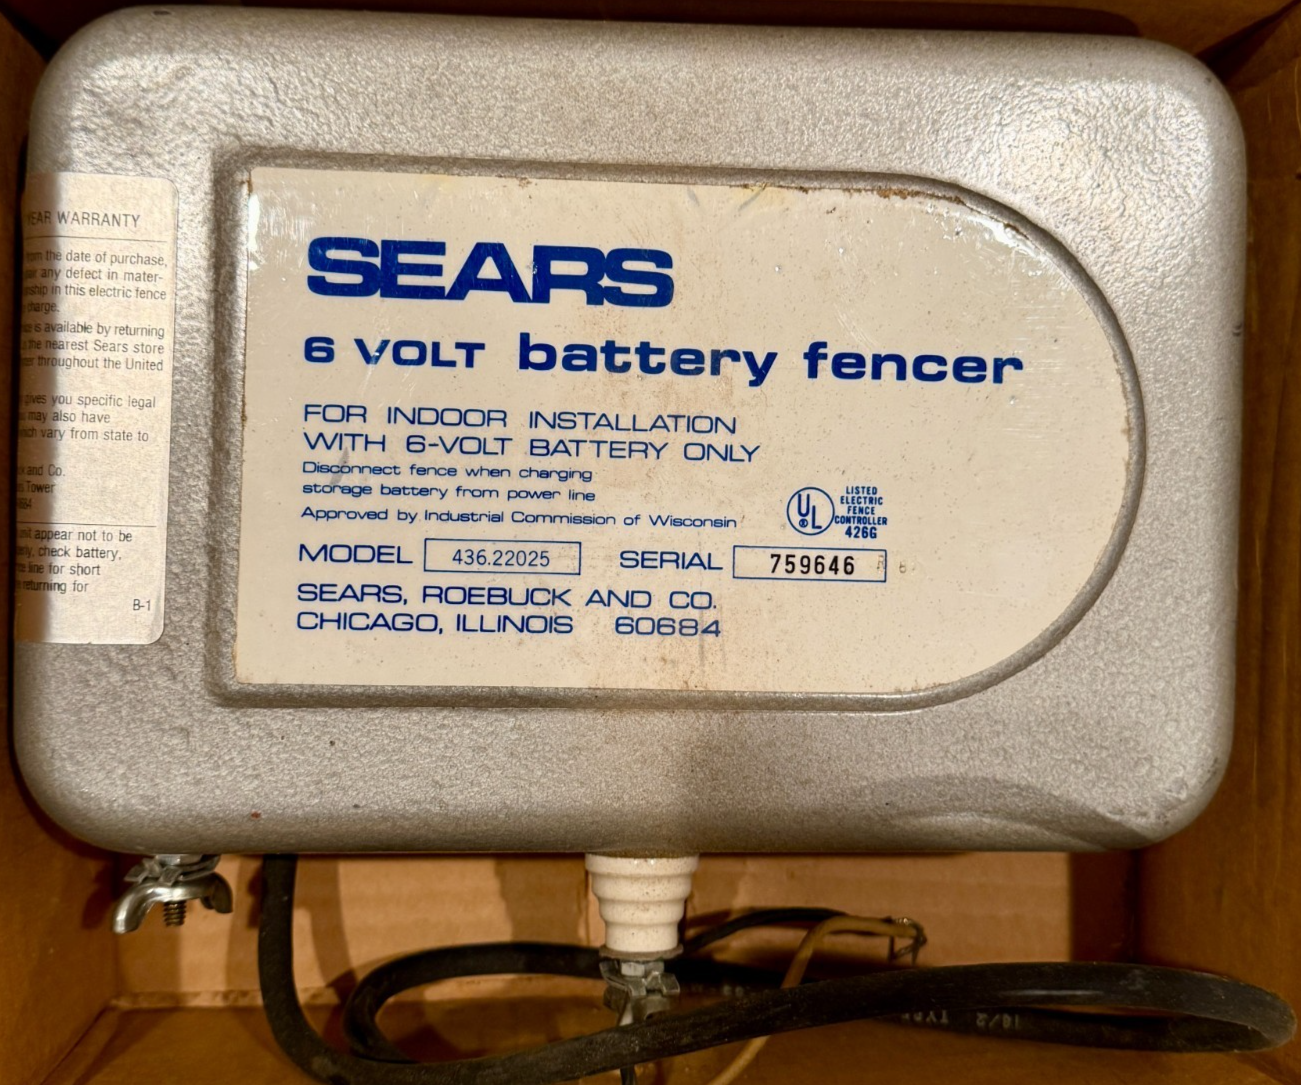 SEARS
6 VOLT battery fencer
FOR INDOOR INSTALLATION
WITH 6-VOLT BATTERY ONLY
Disconnect fence when charging
storage battery from power line
Approved by Industrial Commission of Wisconsin
UL
LISTED
ELECTRIC
FENCE
CONTROLLER
426G
MODEL 436.22025 SERIAL 759646
SEARS, ROEBUCK AND CO.
CHICAGO, ILLINOIS 60684
WARRANTY
from the date of purchase,
any defect in mater-
in this electric fence
charge.
is available by returning
the nearest Sears store
throughout the United
gives you specific legal
may also have
vary from state to
and Co.
Tower
appear not to be
check battery.
line for short
returning for
B-1
16/2 TYPE